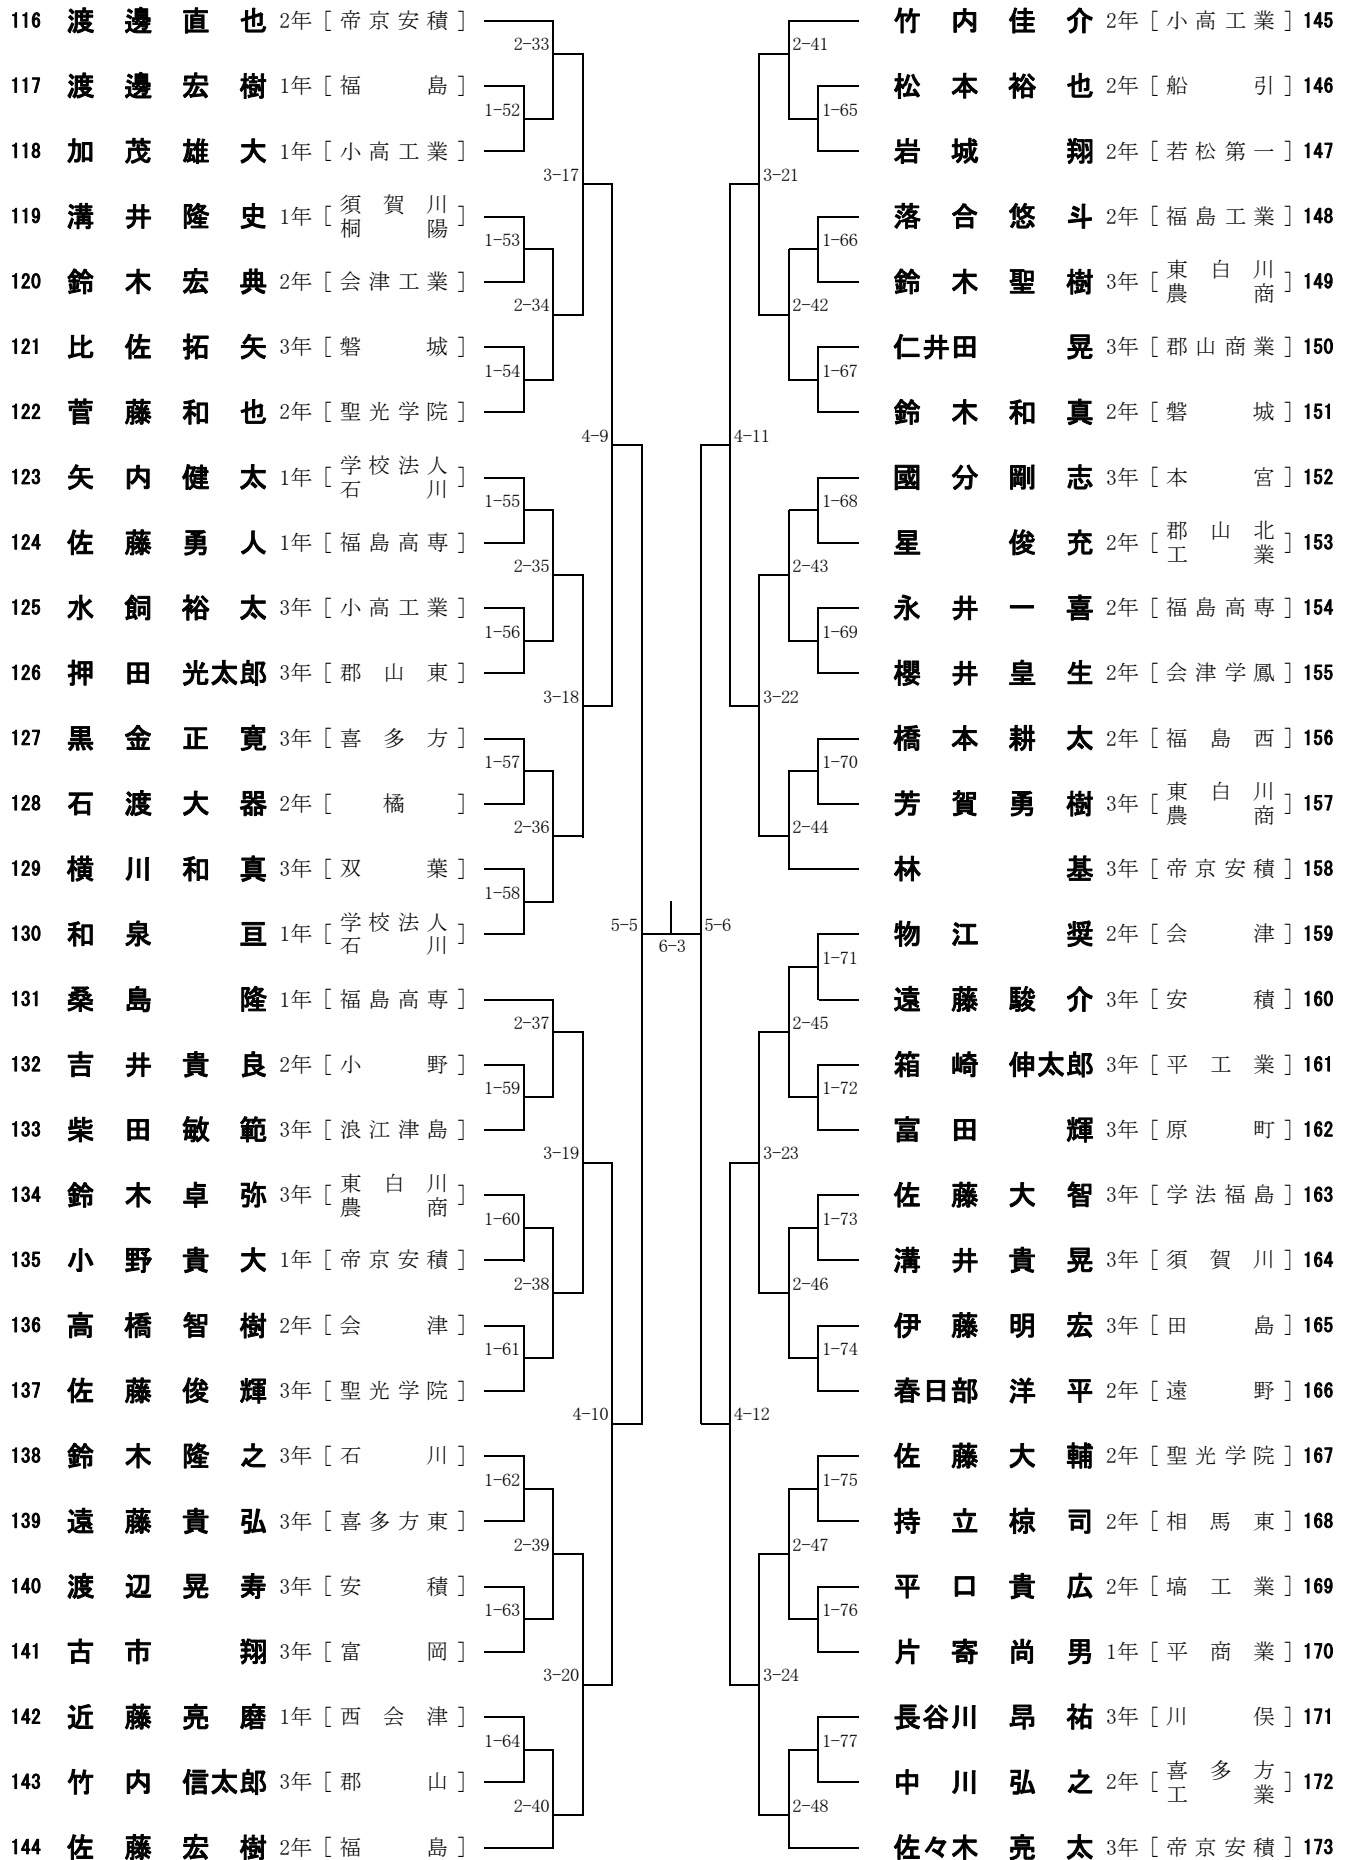 116 渡邊直也 2年 [帝京安積]
2-33
117 渡邊宏樹 1年 [福島]
1-52
118 加茂雄大 1年 [小高工業]
3-17
119 溝井隆史 1年 [須賀川桐陽]
1-53
120 鈴木宏典 2年 [会津工業]
2-34
121 比佐拓矢 3年 [磐城]
1-54
122 菅藤和也 2年 [聖光学院]
4-9
123 矢内健太 1年 [学校法人石川]
1-55
124 佐藤勇人 1年 [福島高専]
2-35
125 水飼裕太 3年 [小高工業]
1-56
126 押田光太郎 3年 [郡山東]
3-18
127 黒金正寛 3年 [喜多方]
1-57
128 石渡大器 2年 [橘]
2-36
129 横川和真 3年 [双葉]
1-58
130 和泉亘 1年 [学校法人石川]
5-5
131 桑島隆 1年 [福島高専]
2-37
132 吉井貴良 2年 [小野]
1-59
133 柴田敏範 3年 [浪江津島]
3-19
134 鈴木卓弥 3年 [東白川農商]
1-60
135 小野貴大 1年 [帝京安積]
2-38
136 高橋智樹 2年 [会津]
1-61
137 佐藤俊輝 3年 [聖光学院]
4-10
138 鈴木隆之 3年 [石川]
1-62
139 遠藤貴弘 3年 [喜多方東]
2-39
140 渡辺晃寿 3年 [安積]
1-63
141 古市翔 3年 [富岡]
3-20
142 近藤亮磨 1年 [西会津]
1-64
143 竹内信太郎 3年 [郡山]
2-40
144 佐藤宏樹 2年 [福島]
6-3
竹内佳介 2年 [小高工業] 145
2-41
松本裕也 2年 [船引] 146
1-65
岩城翔 2年 [若松第一] 147
3-21
落合悠斗 2年 [福島工業] 148
1-66
鈴木聖樹 3年 [東白川農商] 149
2-42
仁井田晃 3年 [郡山商業] 150
1-67
鈴木和真 2年 [磐城] 151
4-11
國分剛志 3年 [本宮] 152
1-68
星俊充 2年 [郡山北工業] 153
2-43
永井一喜 2年 [福島高専] 154
1-69
櫻井皇生 2年 [会津学鳳] 155
3-22
橋本耕太 2年 [福島西] 156
1-70
芳賀勇樹 3年 [東白川農商] 157
2-44
林基 3年 [帝京安積] 158
5-6
物江奨 2年 [会津] 159
1-71
遠藤駿介 3年 [安積] 160
2-45
箱崎伸太郎 3年 [平工業] 161
1-72
富田輝 3年 [原町] 162
3-23
佐藤大智 3年 [学法福島] 163
1-73
溝井貴晃 3年 [須賀川] 164
2-46
伊藤明宏 3年 [田島] 165
1-74
春日部洋平 2年 [遠野] 166
4-12
佐藤大輔 2年 [聖光学院] 167
1-75
持立椋司 2年 [相馬東] 168
2-47
平口貴広 2年 [塙工業] 169
1-76
片寄尚男 1年 [平商業] 170
3-24
長谷川昂祐 3年 [川俣] 171
1-77
中川弘之 2年 [喜多方工業] 172
2-48
佐々木亮太 3年 [帝京安積] 173